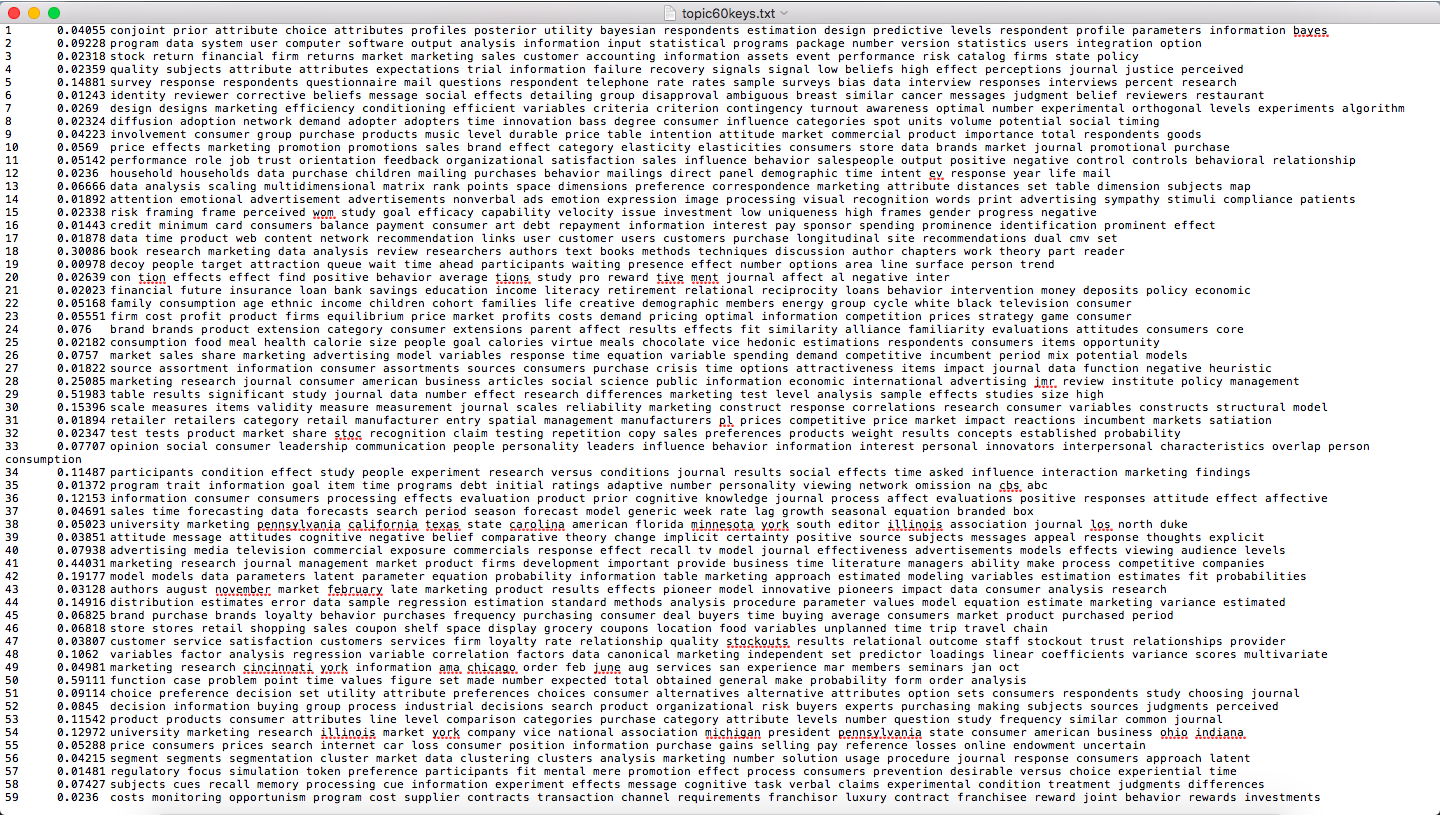 topic60keys.txt
1 0.04055 conjoint prior attribute choice attributes profiles posterior utility bayesian respondents estimation design predictive levels respondent profile parameters information bayes
2 0.09228 program data system user computer software output analysis information input statistical programs package number version statistics users integration option
3 0.02318 stock return financial firm returns market marketing sales customer accounting information assets event performance risk catalog firms state policy
4 0.02359 quality subjects attribute attributes expectations trial information failure recovery signals signal low beliefs high effect perceptions journal justice perceived
5 0.14881 survey response respondents questionnaire mail questions respondent telephone rate rates sample surveys bias data interview responses interviews percent research
6 0.01243 identity reviewer corrective beliefs message social effects detailing group disapproval ambiguous breast similar cancer messages judgment belief reviewers restaurant
7 0.0269 design designs marketing efficiency conditioning efficient variables criteria criterion contingency turnout awareness optimal number experimental orthogonal levels experiments algorithm
8 0.02324 diffusion adoption network demand adopter adopters time innovation bass degree consumer influence categories spot units volume potential social timing
9 0.04223 involvement consumer group purchase products music level durable price table intention attitude market commercial product importance total respondents goods
10 0.0569 price effects marketing promotion promotions sales brand effect category elasticity elasticities consumers store data brands market journal promotional purchase
11 0.05142 performance role job trust orientation feedback organizational satisfaction sales influence behavior salespeople output positive negative control controls behavioral relationship
12 0.0236 household households data purchase children mailing purchases behavior mailings direct panel demographic time intent ev response year life mail
13 0.06666 data analysis scaling multidimensional matrix rank points space dimensions preference correspondence marketing attribute distances set table dimension subjects map
14 0.01892 attention emotional advertisement advertisements nonverbal ads emotion expression image processing visual recognition words print advertising sympathy stimuli compliance patients
15 0.02338 risk framing frame perceived wom study goal efficacy capability velocity issue investment low uniqueness high frames gender progress negative
16 0.01443 credit minimum card consumers balance payment consumer art debt repayment information interest pay sponsor spending prominence identification prominent effect
17 0.01878 data time product web content network recommendation links user customer users customers purchase longitudinal site recommendations dual cmv set
18 0.30086 book research marketing data analysis review researchers authors text books methods techniques discussion author chapters work theory part reader
19 0.00978 decoy people target attraction queue wait time ahead participants waiting presence effect number options area line surface person trend
20 0.02639 con tion effects effect find positive behavior average tions study pro reward tive ment journal affect al negative inter
21 0.02023 financial future insurance loan bank savings education income literacy retirement relational reciprocity loans behavior intervention money deposits policy economic
22 0.05168 family consumption age ethnic income children cohort families life creative demographic members energy group cycle white black television consumer
23 0.05551 firm cost profit product firms equilibrium price market profits costs demand pricing optimal information competition prices strategy game consumer
24 0.076 brand brands product extension category consumer extensions parent affect results effects fit similarity alliance familiarity evaluations attitudes consumers core
25 0.02182 consumption food meal health calorie size people goal calories virtue meals chocolate vice hedonic estimations respondents consumers items opportunity
26 0.0757 market sales share marketing advertising model variables response time equation variable spending demand competitive incumbent period mix potential models
27 0.01822 source assortment information consumer assortments sources consumers purchase crisis time options attractiveness items impact journal data function negative heuristic
28 0.25085 marketing research journal consumer american business articles social science public information economic international advertising jmr review institute policy management
29 0.51983 table results significant study journal data number effect research differences marketing test level analysis sample effects studies size high
30 0.15396 scale measures items validity measure measurement journal scales reliability marketing construct response correlations research consumer variables constructs structural model
31 0.01894 retailer retailers category retail manufacturer entry spatial management manufacturers pl prices competitive price market impact reactions incumbent markets satiation
32 0.02347 test tests product market share stoc recognition claim testing repetition copy sales preferences products weight results concepts established probability
33 0.07707 opinion social consumer leadership communication people personality leaders influence behavior information interest personal innovators interpersonal characteristics overlap person
consumption
34 0.11487 participants condition effect study people experiment research versus conditions journal results social effects time asked influence interaction marketing findings
35 0.01372 program trait information goal item time programs debt initial ratings adaptive number personality viewing network omission na cbs abc
36 0.12153 information consumer consumers processing effects evaluation product prior cognitive knowledge journal process affect evaluations positive responses attitude effect affective
37 0.04691 sales time forecasting data forecasts search period season forecast model generic week rate lag growth seasonal equation branded box
38 0.05023 university marketing pennsylvania california texas state carolina american florida minnesota york south editor illinois association journal los north duke
39 0.03851 attitude message attitudes cognitive negative belief comparative theory change implicit certainty positive source subjects messages appeal response thoughts explicit
40 0.07938 advertising media television commercial exposure commercials response effect recall tv model journal effectiveness advertisements models effects viewing audience levels
41 0.44031 marketing research journal management market product firms development important provide business time literature managers ability make process competitive companies
42 0.19177 model models data parameters latent parameter equation probability information table marketing approach estimated modeling variables estimation estimates fit probabilities
43 0.03128 authors august november market february late marketing product results effects pioneer model innovative pioneers impact data consumer analysis research
44 0.14916 distribution estimates error data sample regression estimation standard methods analysis procedure parameter values model equation estimate marketing variance estimated
45 0.06825 brand purchase brands loyalty behavior purchases frequency purchasing consumer deal buyers time buying average consumers market product purchased period
46 0.06818 store stores retail shopping sales coupon shelf space display grocery coupons location food variables unplanned time trip travel chain
47 0.03807 customer service satisfaction customers services firm loyalty rate relationship quality stockouts results relational outcome staff stockout trust relationships provider
48 0.1062 variables factor analysis regression variable correlation factors data canonical marketing independent set predictor loadings linear coefficients variance scores multivariate
49 0.04981 marketing research cincinnati york information ama chicago order feb june aug services san experience mar members seminars jan oct
50 0.59111 function case problem point time values figure set made number expected total obtained general make probability form order analysis
51 0.09114 choice preference decision set utility attribute preferences choices consumer alternatives alternative attributes option sets consumers respondents study choosing journal
52 0.0845 decision information buying group process industrial decisions search product organizational risk buyers experts purchasing making subjects sources judgments perceived
53 0.11542 product products consumer attributes line level comparison categories purchase category attribute levels number question study frequency similar common journal
54 0.12972 university marketing research illinois market york company vice national association michigan president pennsylvania state consumer american business ohio indiana
55 0.05288 price consumers prices search internet car loss consumer position information purchase gains selling pay reference losses online endowment uncertain
56 0.04215 segment segments segmentation cluster market data clustering clusters analysis marketing number solution usage procedure journal response consumers approach latent
57 0.01481 regulatory focus simulation token preference participants fit mental mere promotion effect process consumers prevention desirable versus choice experiential time
58 0.07427 subjects cues recall memory processing cue information experiment effects message cognitive task verbal claims experimental condition treatment judgments differences
59 0.0236 costs monitoring opportunism program cost supplier contracts transaction channel requirements franchisor luxury contract franchisee reward joint behavior rewards investments